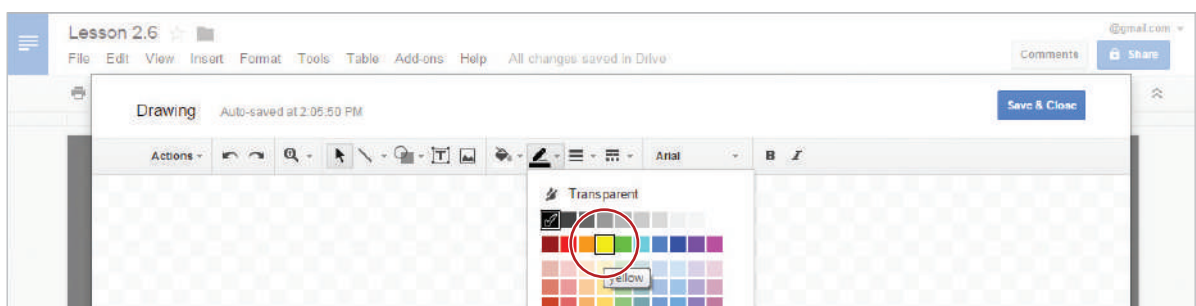 Lesson 2.6
@gmail.com
File Edit View Insert Format Tools Table Add-ons Help All changes saved in Drive
Comments
Share
Drawing Auto-saved at 2:05:50 PM
Save & Close
Actions
Arial
B I
Transparent
yellow